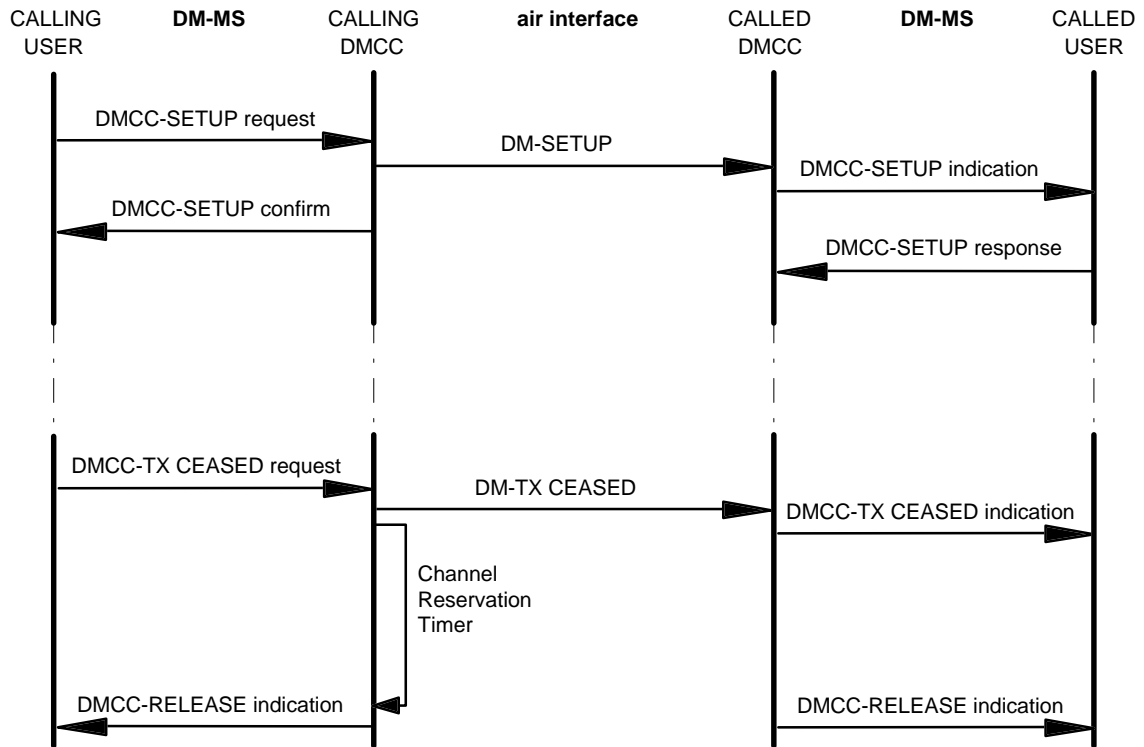 CALLING USER
DM-MS
CALLING DMCC
air interface
CALLED DMCC
DM-MS
CALLED USER
DMCC-SETUP request
DM-SETUP
DMCC-SETUP indication
DMCC-SETUP confirm
DMCC-SETUP response
DMCC-TX CEASED request
DM-TX CEASED
DMCC-TX CEASED indication
Channel
Reservation
Timer
DMCC-RELEASE indication
DMCC-RELEASE indication